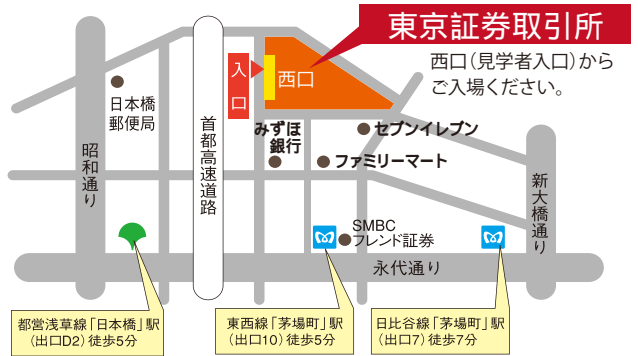 東京証券取引所
西口（見学者入口）から
ご入場ください。
入口
西口
日本橋
郵便局
首都高速道路
みずほ
銀行
セブンイレブン
ファミリーマート
昭和通り
新大橋通り
SMBC
フレンド証券
永代通り
都営浅草線「日本橋」駅
（出口D2）徒歩5分
東西線「茅場町」駅
（出口10）徒歩5分
日比谷線「茅場町」駅
（出口7）徒歩7分